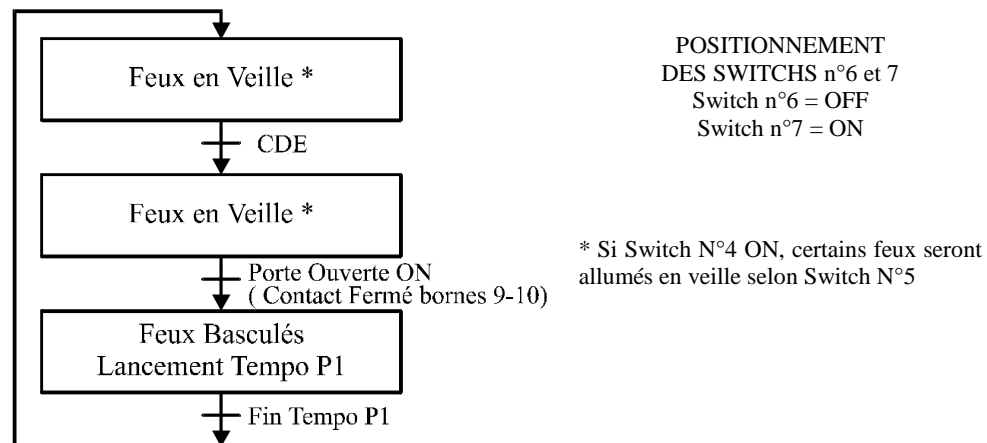 Feux en Veille *
CDE
Feux en Veille *
Porte Ouverte ON
( Contact Fermé bornes 9-10)
Feux Basculés
Lancement Tempo P1
Fin Tempo P1
POSITIONNEMENT
DES SWITCHS n°6 et 7
Switch n°6 = OFF
Switch n°7 = ON
* Si Switch N°4 ON, certains feux seront
allumés en veille selon Switch N°5